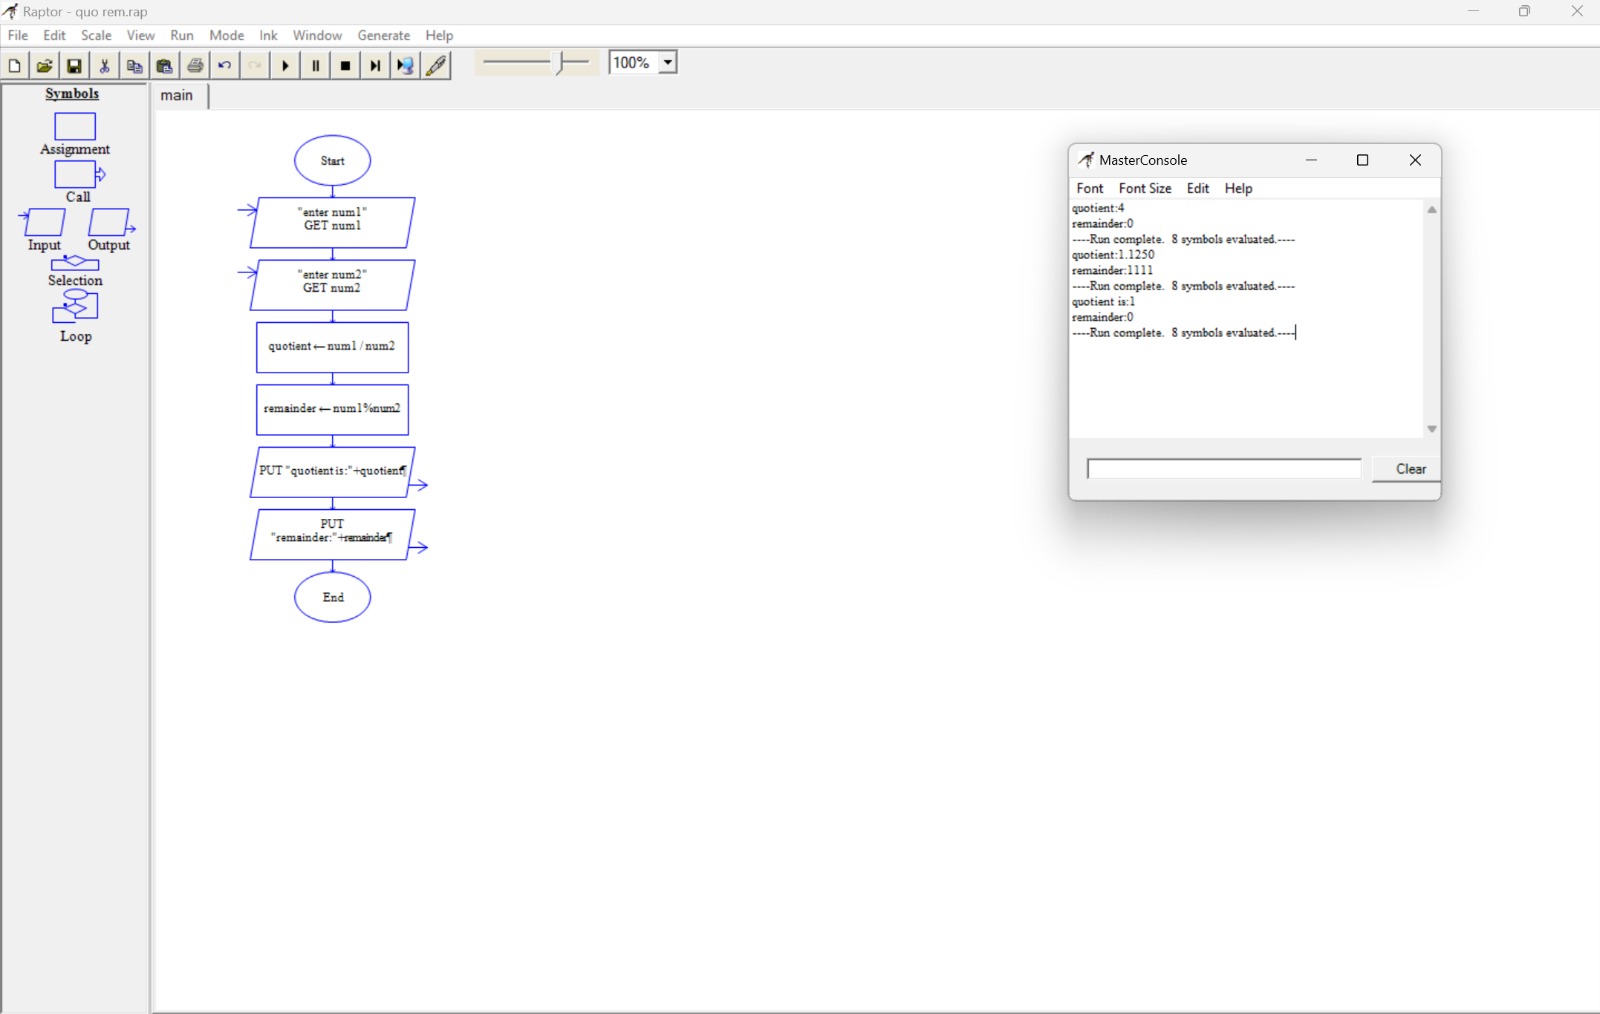 Raptor - quo rem.rap
File Edit Scale View Run Mode Ink Window Generate Help
100%
Symbols
Assignment
Call
Input Output
Selection
Loop
main
Start
"enter num1"
GET num1
"enter num2"
GET num2
quotient ← num1 / num2
remainder ← num1%num2
PUT "quotient is:"+quotient¶
PUT
"remainder:"+remainder¶
End
MasterConsole
Font Font Size Edit Help
quotient:4
remainder:0
----Run complete. 8 symbols evaluated.----
quotient:1.1250
remainder:1111
----Run complete. 8 symbols evaluated.----
quotient is:1
remainder:0
----Run complete. 8 symbols evaluated.----
Clear